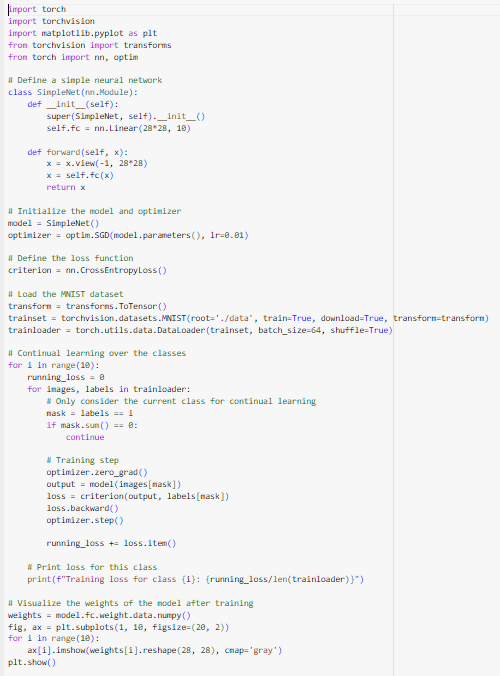 import torch
import torchvision
import matplotlib.pyplot as plt
from torchvision import transforms
from torch import nn, optim

# Define a simple neural network
class SimpleNet(nn.Module):
    def __init__(self):
        super(SimpleNet, self).__init__()
        self.fc = nn.Linear(28*28, 10)

    def forward(self, x):
        x = x.view(-1, 28*28)
        x = self.fc(x)
        return x

# Initialize the model and optimizer
model = SimpleNet()
optimizer = optim.SGD(model.parameters(), lr=0.01)

# Define the loss function
criterion = nn.CrossEntropyLoss()

# Load the MNIST dataset
transform = transforms.ToTensor()
trainset = torchvision.datasets.MNIST(root='./data', train=True, download=True, transform=transform)
trainloader = torch.utils.data.DataLoader(trainset, batch_size=64, shuffle=True)

# Continual learning over the classes
for i in range(10):
    running_loss = 0
    for images, labels in trainloader:
        # Only consider the current class for continual learning
        mask = labels == i
        if mask.sum() == 0:
            continue

        # Training step
        optimizer.zero_grad()
        output = model(images[mask])
        loss = criterion(output, labels[mask])
        loss.backward()
        optimizer.step()

        running_loss += loss.item()

    # Print loss for this class
    print(f"Training loss for class {i}: {running_loss/len(trainloader)}")

# Visualize the weights of the model after training
weights = model.fc.weight.data.numpy()
fig, ax = plt.subplots(1, 10, figsize=(20, 2))
for i in range(10):
    ax[i].imshow(weights[i].reshape(28, 28), cmap='gray')
plt.show()